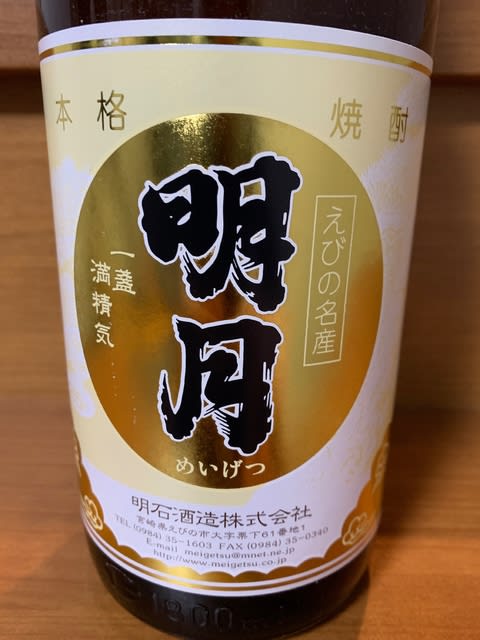 本格 焼酎
明月
えびの名産
一盞
満精気
めいげつ
明石酒造株式会社
宮崎県えびの市大字栗下61番地1
TEL (0984) 35-1603 FAX (0984) 35-0340
E-mail meigetsu@mnet.ne.jp
http://www.meigetsu.co.jp
1800